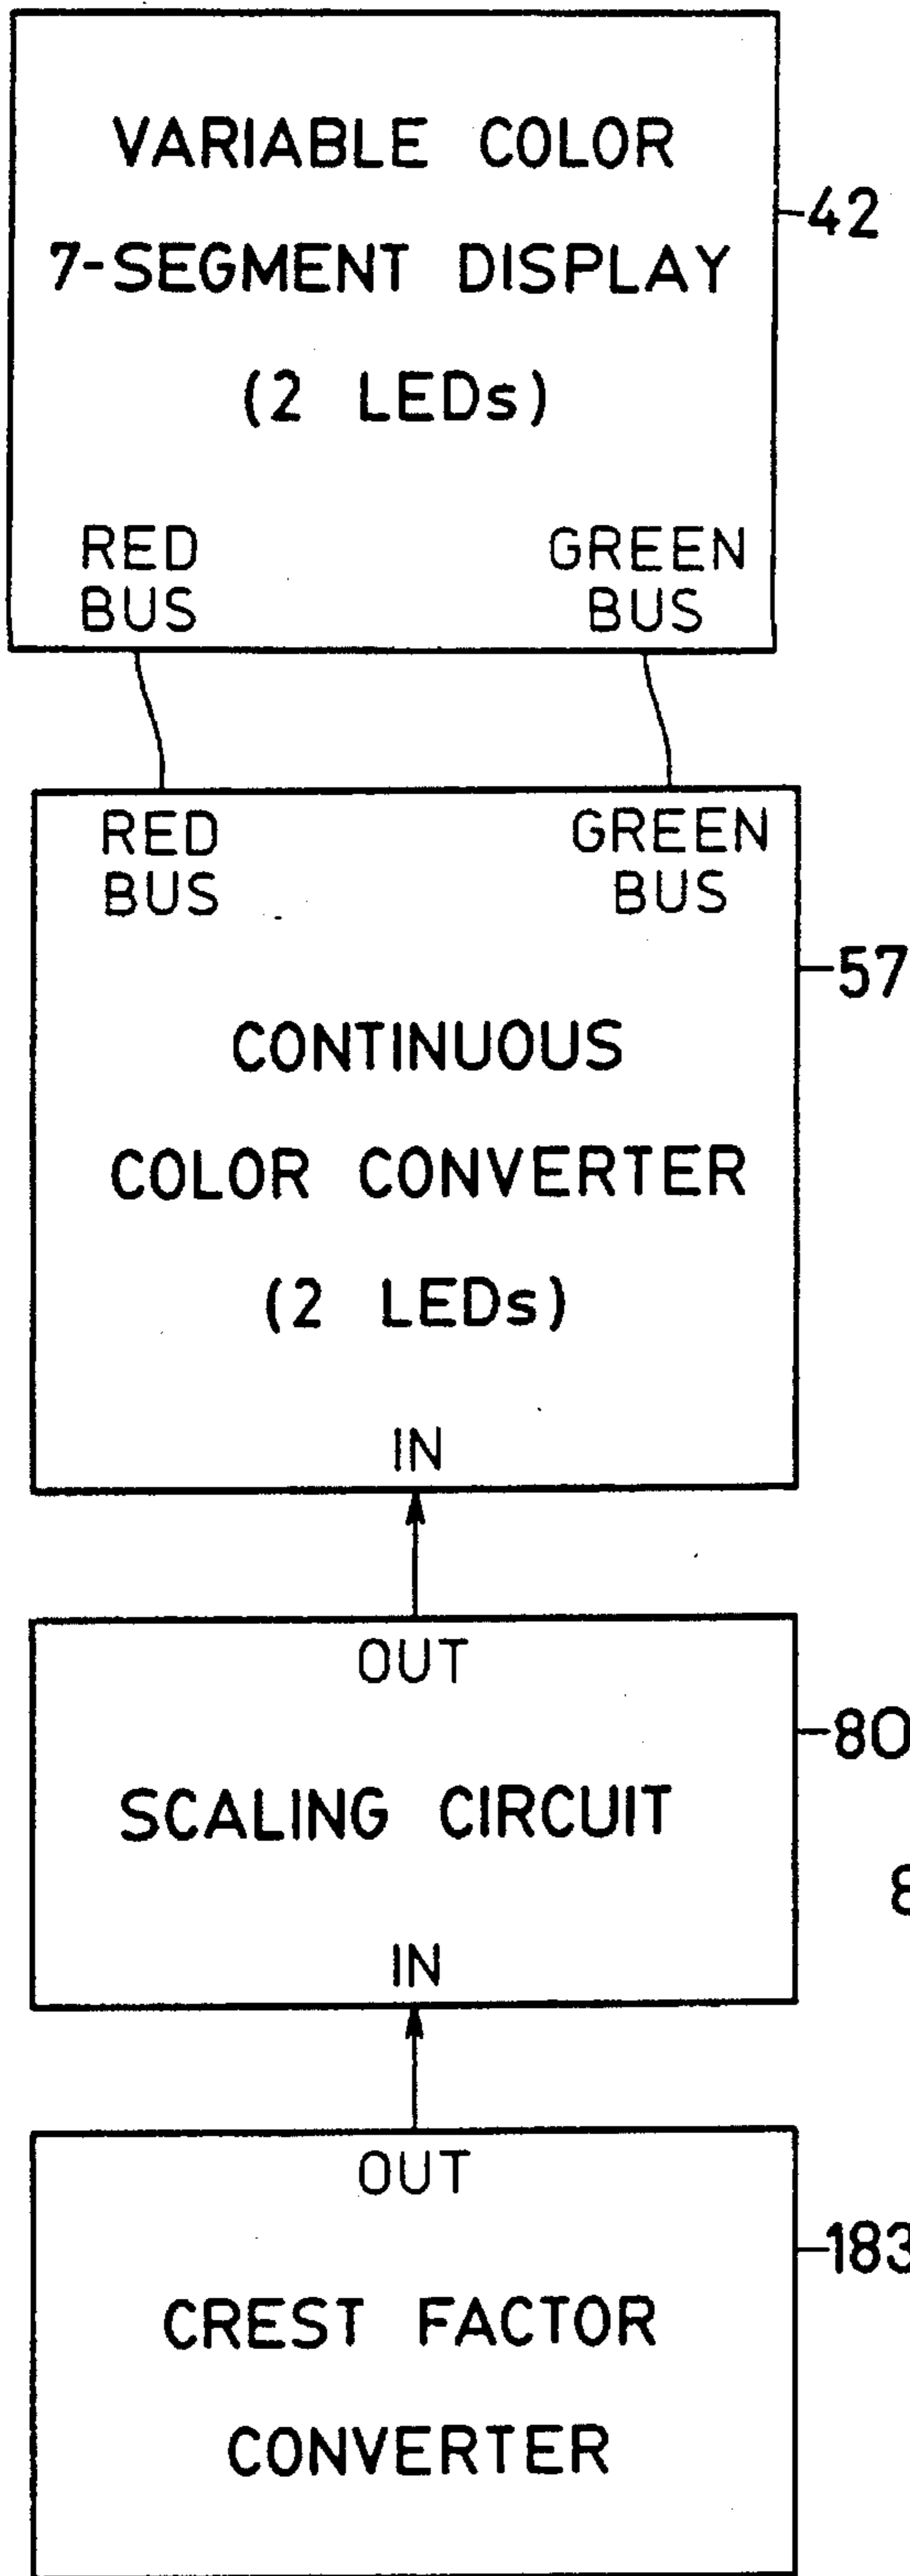 VARIABLE COLOR
42
7-SEGMENT DISPLAY
(2 LEDs)
RED GREEN
BUS BUS
RED GREEN
BUS BUS
57
CONTINUOUS
COLOR CONVERTER
(2 LEDs)
IN
OUT
80
SCALING CIRCUIT
IN
OUT
183
CREST FACTOR
CONVERTER